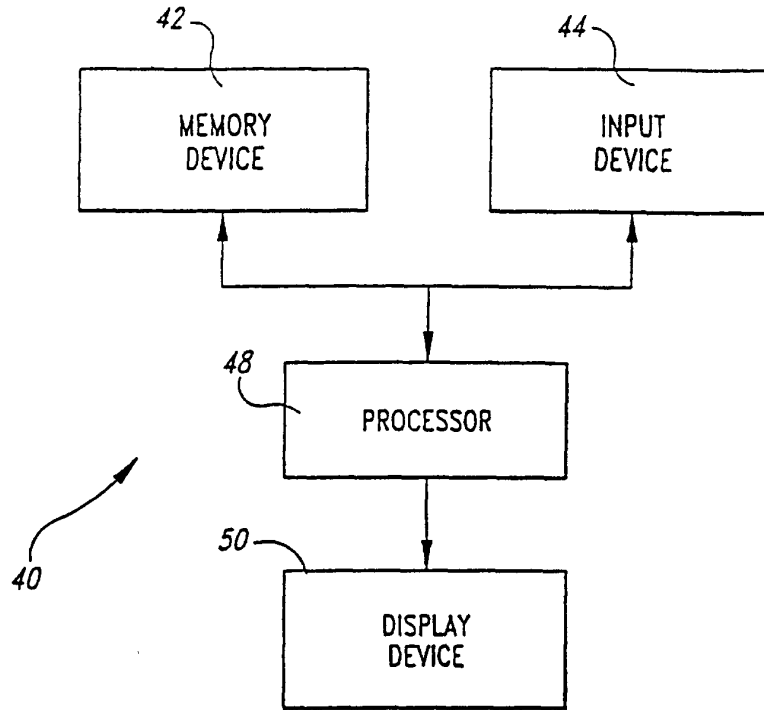 42
44
MEMORY
DEVICE
INPUT
DEVICE
48
PROCESSOR
40
50
DISPLAY
DEVICE